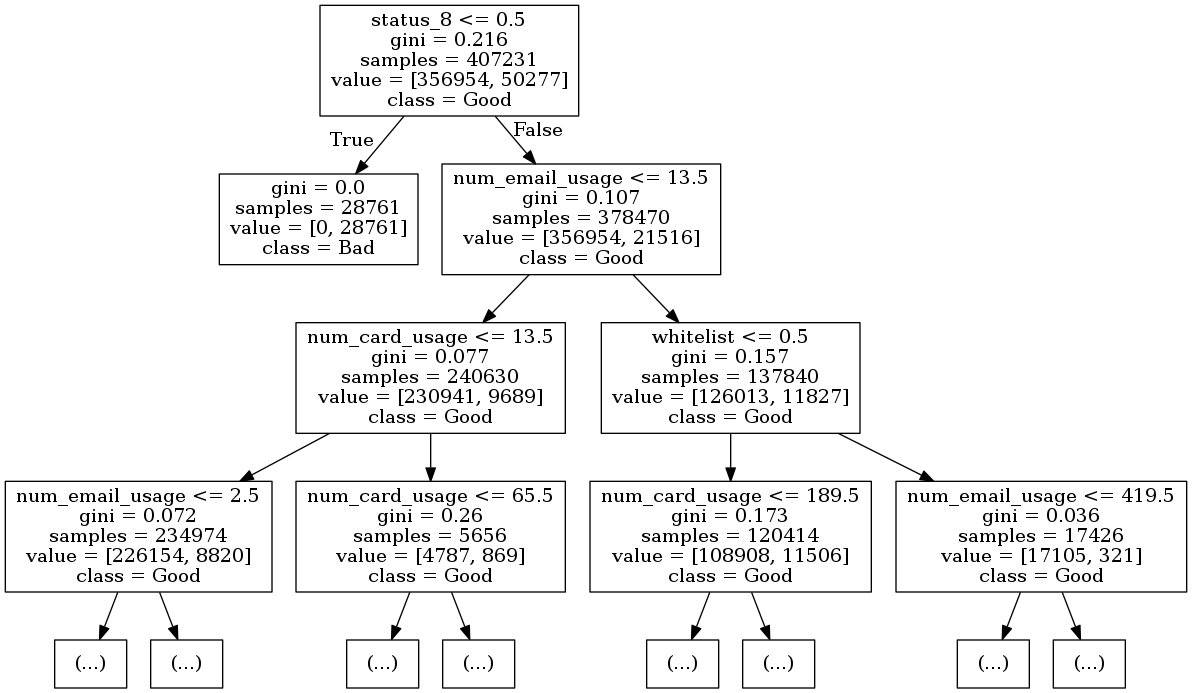 status_8 <= 0.5
gini = 0.216
samples = 407231
value = [356954, 50277]
class = Good
True
False
gini = 0.0
samples = 28761
value = [0, 28761]
class = Bad
num_email_usage <= 13.5
gini = 0.107
samples = 378470
value = [356954, 21516]
class = Good
num_card_usage <= 13.5
gini = 0.077
samples = 240630
value = [230941, 9689]
class = Good
whitelist <= 0.5
gini = 0.157
samples = 137840
value = [126013, 11827]
class = Good
num_email_usage <= 2.5
gini = 0.072
samples = 234974
value = [226154, 8820]
class = Good
num_card_usage <= 65.5
gini = 0.26
samples = 5656
value = [4787, 869]
class = Good
num_card_usage <= 189.5
gini = 0.173
samples = 120414
value = [108908, 11506]
class = Good
num_email_usage <= 419.5
gini = 0.036
samples = 17426
value = [17105, 321]
class = Good
(...)
(...)
(...)
(...)
(...)
(...)
(...)
(...)